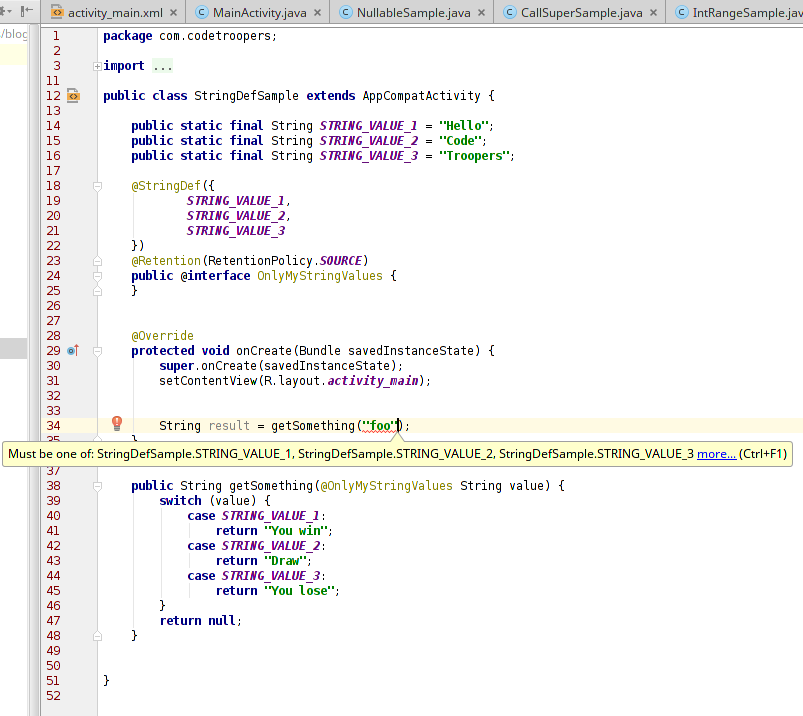 activity_main.xml × MainActivity.java × NullableSample.java × CallSuperSample.java × IntRangeSample.jav
/blog
1 package com.codetroopers;
2
3 import ...
11
12 public class StringDefSample extends AppCompatActivity {
13
14 public static final String STRING_VALUE_1 = "Hello";
15 public static final String STRING_VALUE_2 = "Code";
16 public static final String STRING_VALUE_3 = "Troopers";
17
18 @StringDef({
19 STRING_VALUE_1,
20 STRING_VALUE_2,
21 STRING_VALUE_3
22 })
23 @Retention(RetentionPolicy.SOURCE)
24 public @interface OnlyMyStringValues {
25 }
26
27
28 @Override
29 protected void onCreate(Bundle savedInstanceState) {
30 super.onCreate(savedInstanceState);
31 setContentView(R.layout.activity_main);
32
33
34 String result = getSomething("foo");
35 }
Must be one of: StringDefSample.STRING_VALUE_1, StringDefSample.STRING_VALUE_2, StringDefSample.STRING_VALUE_3 more... (Ctrl+F1)
37
38 public String getSomething(@OnlyMyStringValues String value) {
39 switch (value) {
40 case STRING_VALUE_1:
41 return "You win";
42 case STRING_VALUE_2:
43 return "Draw";
44 case STRING_VALUE_3:
45 return "You lose";
46 }
47 return null;
48 }
49
50
51 }
52